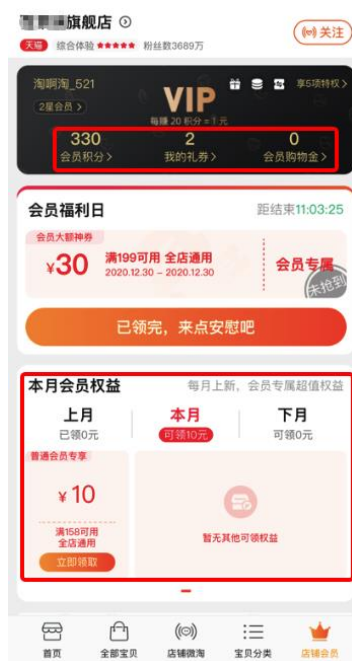 旗舰店
关注
天猫 综合体验 粉丝数3689万
淘啊淘_521
享5项特权>
2星会员>
VIP
每赚 20 积分=1元
330 2 0
会员积分> 我的礼券> 会员购物金>
会员福利日 距结束11:03:25
会员大额神券
¥30 满199可用 全店通用
2020.12.30 – 2020.12.30
会员专属
未抢到
已领完，来点安慰吧
本月会员权益 每月上新，会员专属超值权益
上月 本月 下月
已领0元 可领10元 可领0元
普通会员专享
¥10
满158可用
全店通用
立即领取
暂无其他可领权益
首页 全部宝贝 店铺微淘 宝贝分类 店铺会员